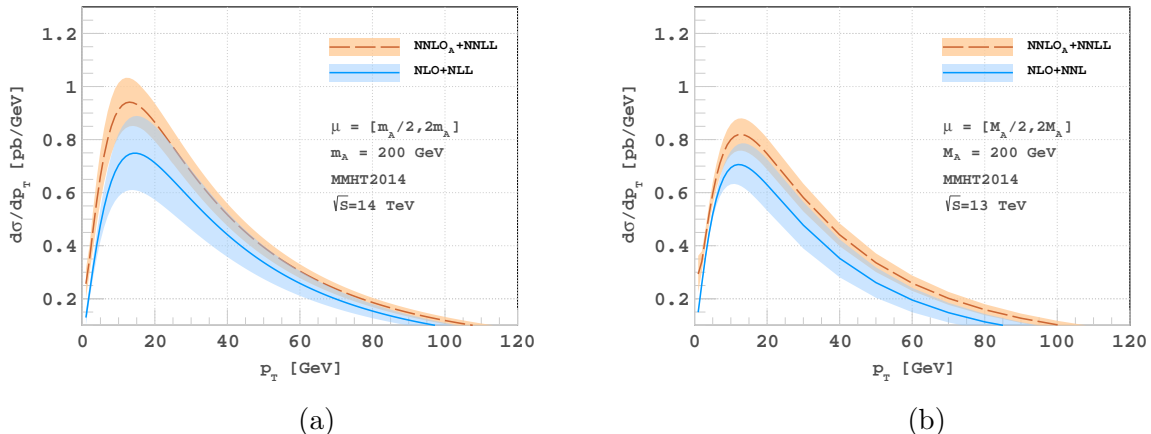 1.2
1
0.8
0.6
0.4
0.2
dσ/dp_T [pb/GeV]
NNLO_A+NNLL
NLO+NLL
μ = [m_A/2,2m_A]
m_A = 200 GeV
MMHT2014
√S=14 TeV
0 20 40 60 80 100 120
p_T [GeV]
(a)
1.2
1
0.8
0.6
0.4
0.2
dσ/dp_T [pb/GeV]
NNLO_A+NNLL
NLO+NNL
μ = [M_A/2,2M_A]
M_A = 200 GeV
MMHT2014
√S=13 TeV
0 20 40 60 80 100 120
p_T [GeV]
(b)